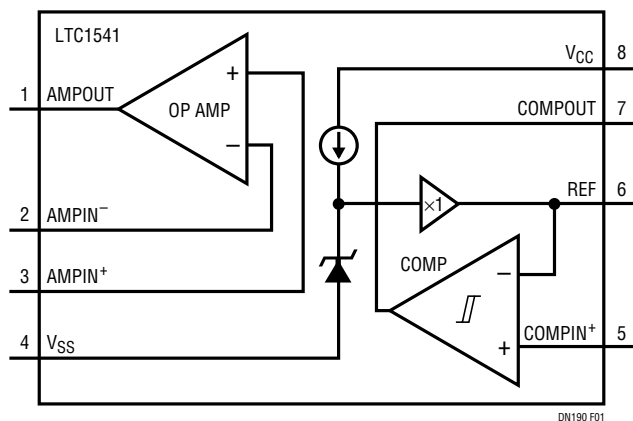 LTC1541
1 AMPOUT
OP AMP
+
−
2 AMPIN−
3 AMPIN+
4 VSS
VCC 8
COMPOUT 7
REF 6
×1
COMP
−
+
COMPIN+ 5
DN190 F01